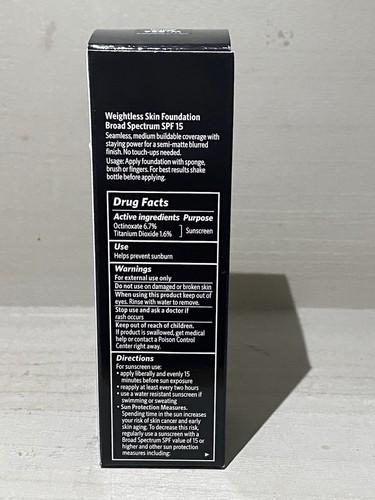 Weightless Skin Foundation
Broad Spectrum SPF 15
Seamless, medium buildable coverage with
staying power for a semi-matte blurred
finish. No touch-ups needed.
Usage: Apply foundation with sponge,
brush or fingers. For best results shake
bottle before applying.
Drug Facts
Active ingredients Purpose
Octinoxate 6.7%
Titanium Dioxide 1.6% Sunscreen
Use
Helps prevent sunburn
Warnings
For external use only
Do not use on damaged or broken skin
When using this product keep out of
eyes. Rinse with water to remove.
Stop use and ask a doctor if
rash occurs
Keep out of reach of children.
If product is swallowed, get medical
help or contact a Poison Control
Center right away.
Directions
For sunscreen use:
• apply liberally and evenly 15
minutes before sun exposure
• reapply at least every two hours
• use a water resistant sunscreen if
swimming or sweating
• Sun Protection Measures.
Spending time in the sun increases
your risk of skin cancer and early
skin aging. To decrease this risk,
regularly use a sunscreen with a
Broad Spectrum SPF value of 15 or
higher and other sun protection
measures including: